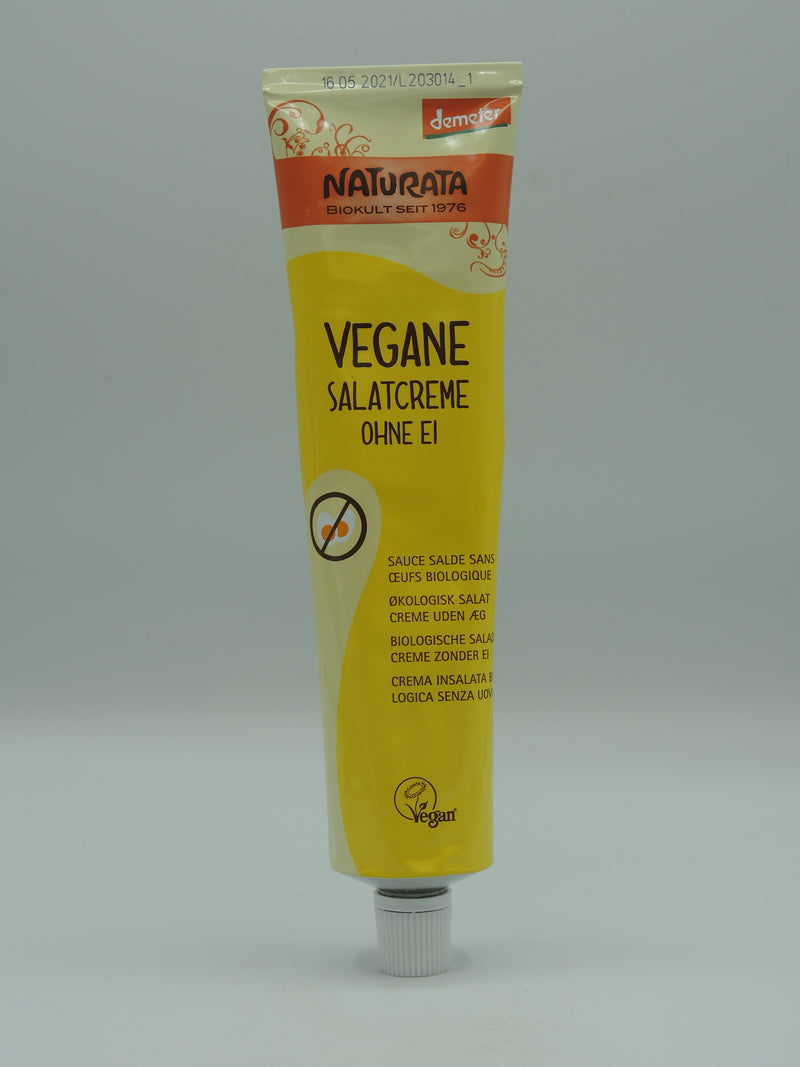 16 05 2021/L203014_1
demeter
NATURATA
BIOKULT SEIT 1976
VEGANE
SALATCREME
OHNE EI
SAUCE SALDE SANS
ŒUFS BIOLOGIQUE
ØKOLOGISK SALAT
CREME UDEN ÆG
BIOLOGISCHE SALAD
CREME ZONDER EI
CREMA INSALATA B
LOGICA SENZA UOV
Vegan